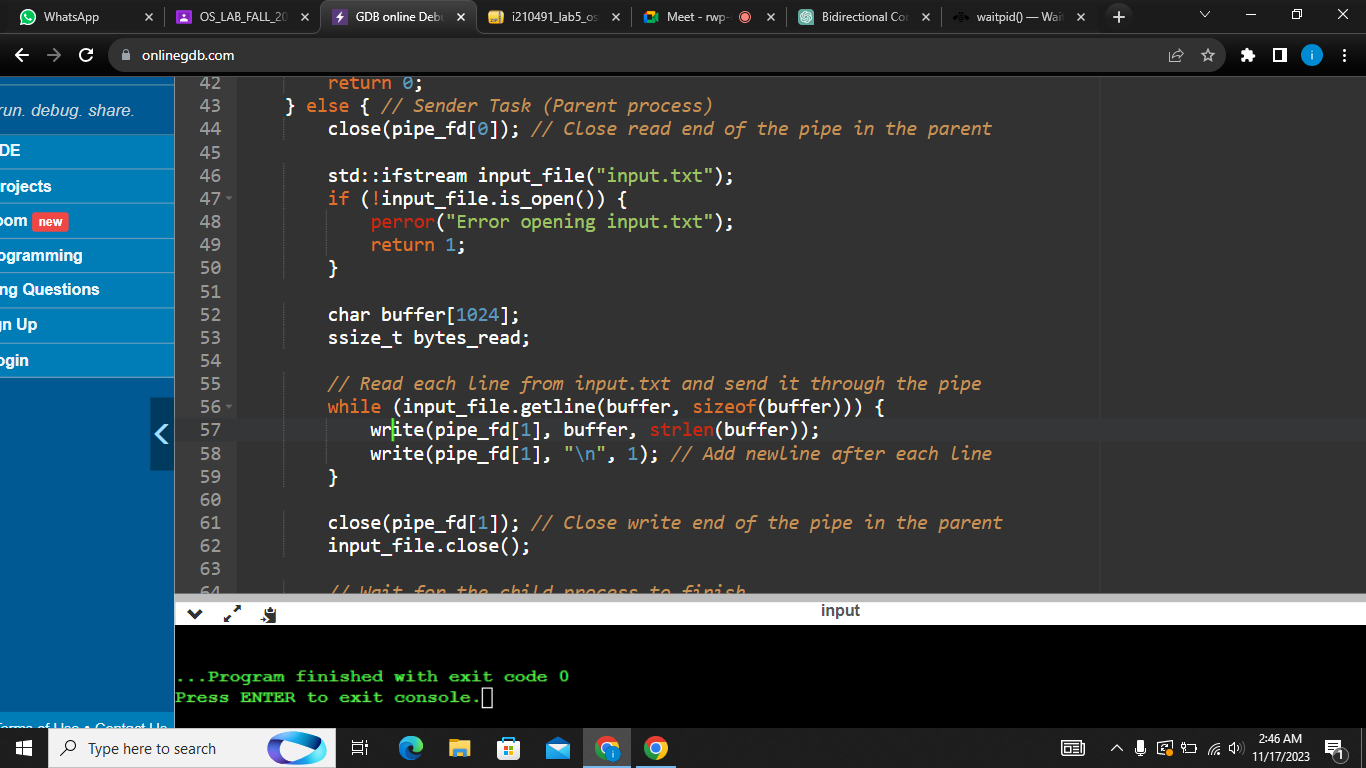 WhatsApp
OS_LAB_FALL_20
GDB online Deb
i210491_lab5_os
Meet - rwp-
Bidirectional Co
waitpid() — Wai
onlinegdb.com
i
run. debug. share.
DE
rojects
oom new
ogramming
ng Questions
gn Up
ogin
42 return 0;
43 } else { // Sender Task (Parent process)
44 close(pipe_fd[0]); // Close read end of the pipe in the parent
45
46 std::ifstream input_file("input.txt");
47 if (!input_file.is_open()) {
48 perror("Error opening input.txt");
49 return 1;
50 }
51
52 char buffer[1024];
53 ssize_t bytes_read;
54
55 // Read each line from input.txt and send it through the pipe
56 while (input_file.getline(buffer, sizeof(buffer))) {
57 write(pipe_fd[1], buffer, strlen(buffer));
58 write(pipe_fd[1], "\n", 1); // Add newline after each line
59 }
60
61 close(pipe_fd[1]); // Close write end of the pipe in the parent
62 input_file.close();
63
64 // Wait for the child process to finish
input
...Program finished with exit code 0
Press ENTER to exit console.
Terms of Use • Contact Us
Type here to search
2:46 AM
11/17/2023
1